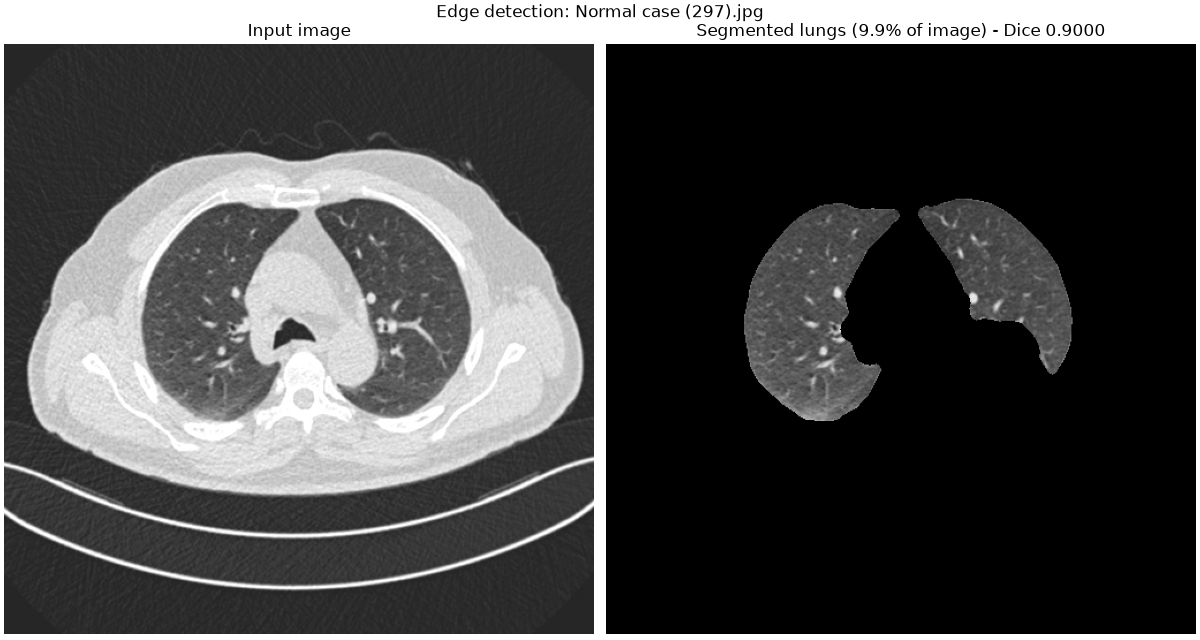 Edge detection: Normal case (297).jpg
Input image
Segmented lungs (9.9% of image) - Dice 0.9000